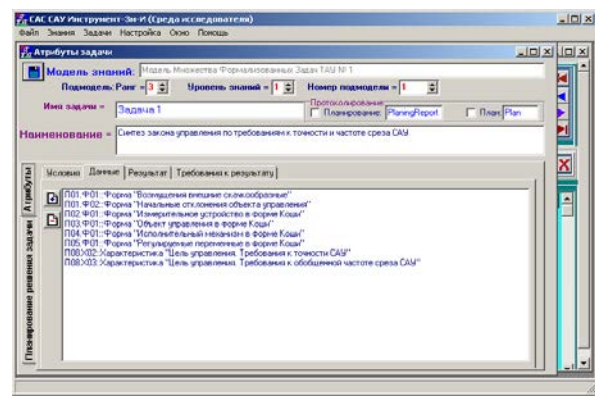 САС САУ Инструмент-3м-И (Среда исследователя)
Файл Знания Задачи Настройка Окно Помощь
Атрибуты задачи
Модель знаний: Модель Множества Формализованных Задач ТАУ № 1
Подмодель: Ранг = 3 Уровень знаний = 1 Номер подмодели = 1
Протоколирование
Имя задачи = Задача 1 Планирование: PlaningReport План: Plan
Наименование = Синтез закона управления по требованиям к точности и частоте среза САУ
Условия Данные Результат Требования к результату
П01.Ф01::Форма "Возмущения внешние скачкообразные"
П01.Ф02::Форма "Начальные отклонения объекта управления"
П02.Ф01::Форма "Измерительное устройство в форме Коши"
П03.Ф01::Форма "Объект управления в форме Коши"
П04.Ф01::Форма "Исполнительный механизм в форме Коши"
П05.Ф01::Форма "Регулируемые переменные в форме Коши"
П08.Х02::Характеристика "Цель управления. Требования к точности САУ"
П08.Х03::Характеристика "Цель управления. Требования к обобщенной частоте среза САУ"
Атрибуты
Планирование решения задачи